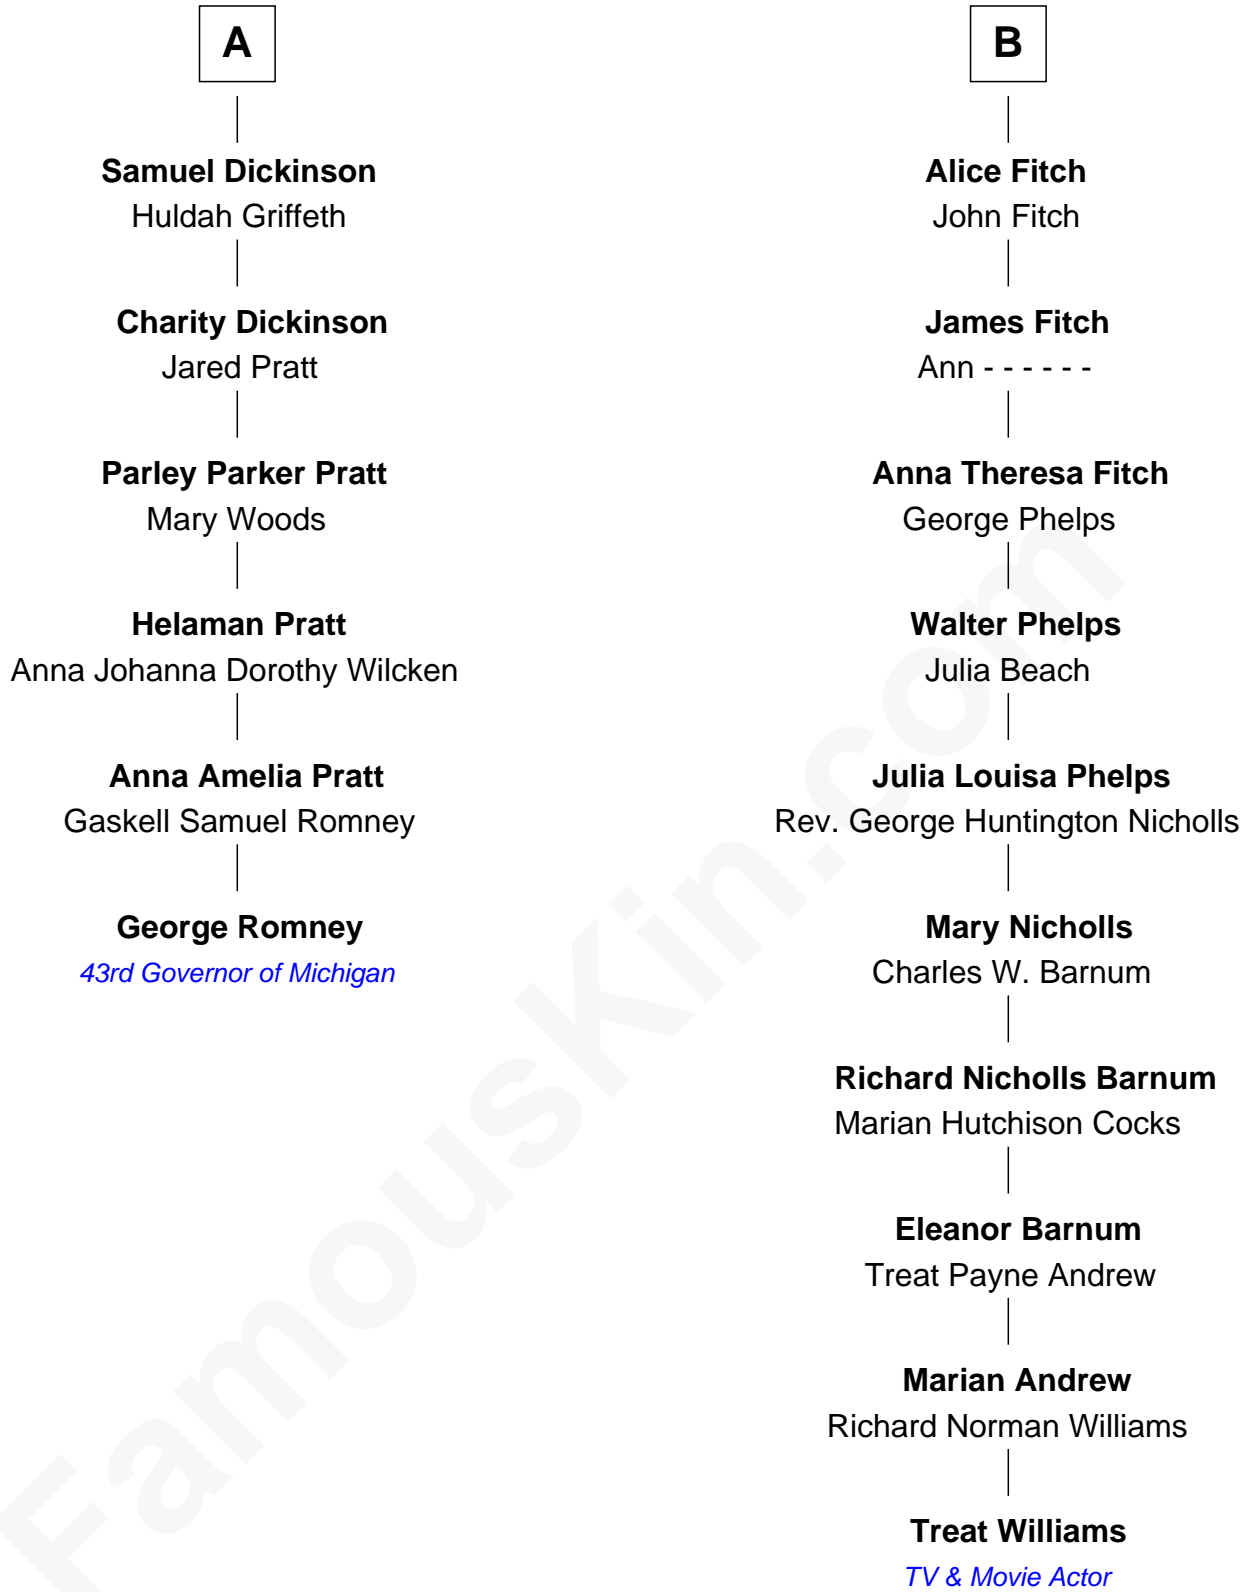 A
Samuel Dickinson
Huldah Griffeth
Charity Dickinson
Jared Pratt
Parley Parker Pratt
Mary Woods
Helaman Pratt
Anna Johanna Dorothy Wilcken
Anna Amelia Pratt
Gaskell Samuel Romney
George Romney
43rd Governor of Michigan
B
Alice Fitch
John Fitch
James Fitch
Ann - - - - - -
Anna Theresa Fitch
George Phelps
Walter Phelps
Julia Beach
Julia Louisa Phelps
Rev. George Huntington Nicholls
Mary Nicholls
Charles W. Barnum
Richard Nicholls Barnum
Marian Hutchison Cocks
Eleanor Barnum
Treat Payne Andrew
Marian Andrew
Richard Norman Williams
Treat Williams
TV & Movie Actor
FamousKin.com